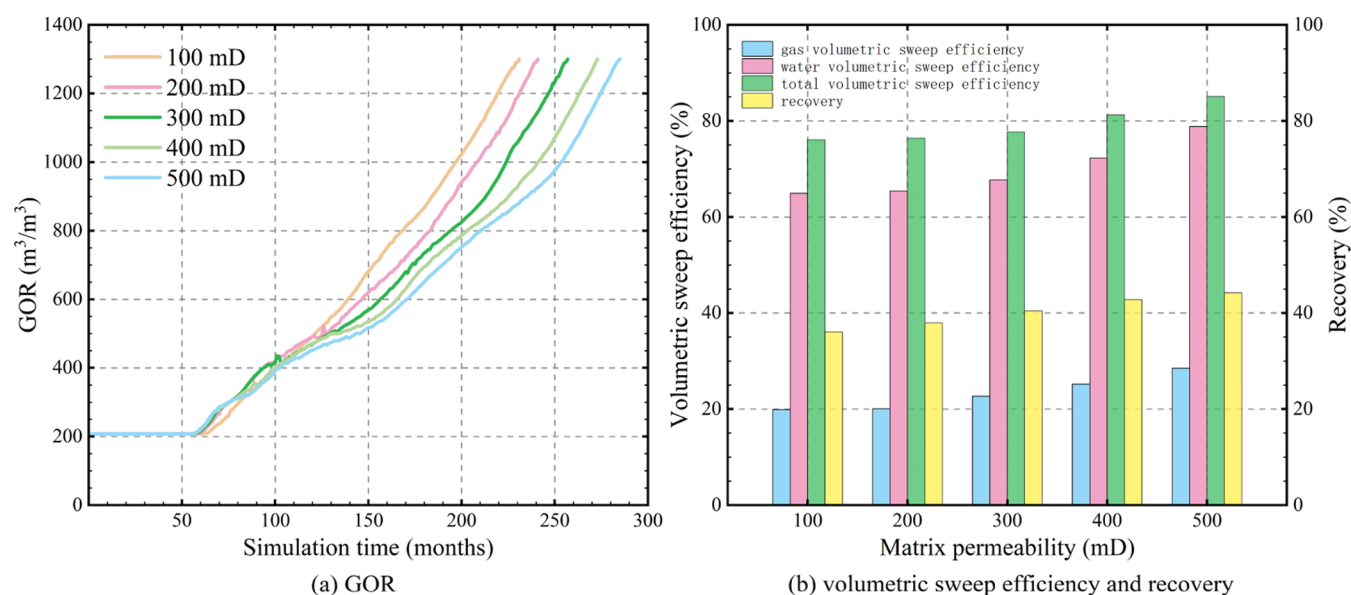 1400
1200
1000
800
600
400
200
0
GOR (m³/m³)
100 mD
200 mD
300 mD
400 mD
500 mD
50
100
150
200
250
300
Simulation time (months)
(a) GOR
100
80
60
40
20
0
Volumetric sweep efficiency (%)
gas volumetric sweep efficiency
water volumetric sweep efficiency
total volumetric sweep efficiency
recovery
100
80
60
40
20
0
Recovery (%)
100
200
300
400
500
Matrix permeability (mD)
(b) volumetric sweep efficiency and recovery